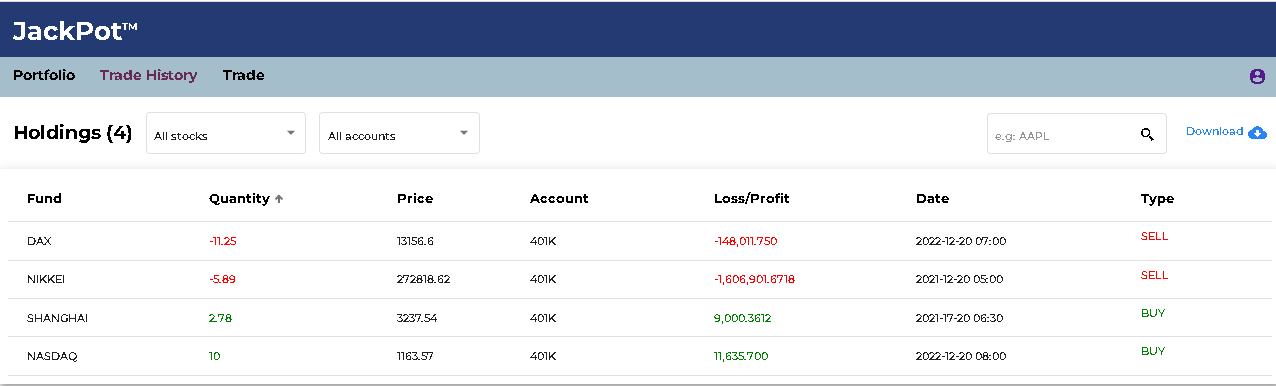 JackPot™
Portfolio Trade History Trade
Holdings (4) All stocks All accounts e.g: AAPL Download
Fund Quantity Price Account Loss/Profit Date Type
DAX -11.25 13156.6 401K -148,011.750 2022-12-20 07:00 SELL
NIKKEI -5.89 272818.62 401K -1,606,901.6718 2021-12-20 05:00 SELL
SHANGHAI 2.78 3237.54 401K 9,000.3612 2021-17-20 06:30 BUY
NASDAQ 10 1163.57 401K 11,635.700 2022-12-20 08:00 BUY